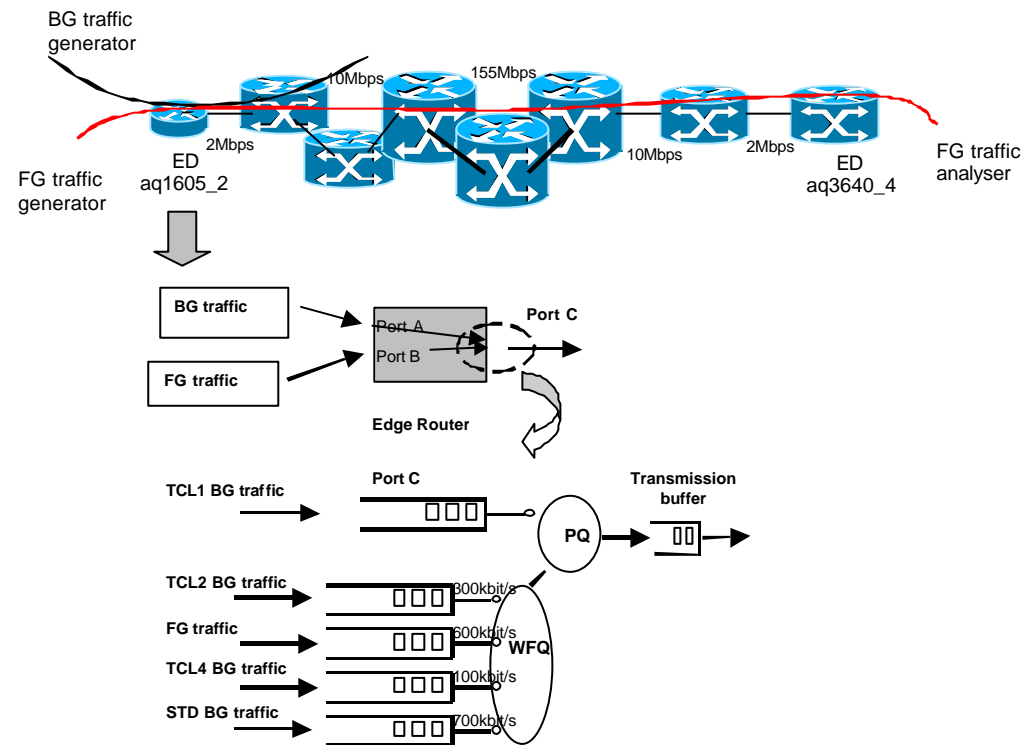 BG traffic
generator
10Mbps
155Mbps
2Mbps
10Mbps
2Mbps
ED
aq1605_2
ED
aq3640_4
FG traffic
generator
FG traffic
analyser
BG traffic
Port A
Port B
Port C
FG traffic
Edge Router
Port C
Transmission
buffer
TCL1 BG traffic
PQ
TCL2 BG traffic
300kbit/s
FG traffic
600kbit/s
WFQ
TCL4 BG traffic
100kbit/s
STD BG traffic
700kbit/s